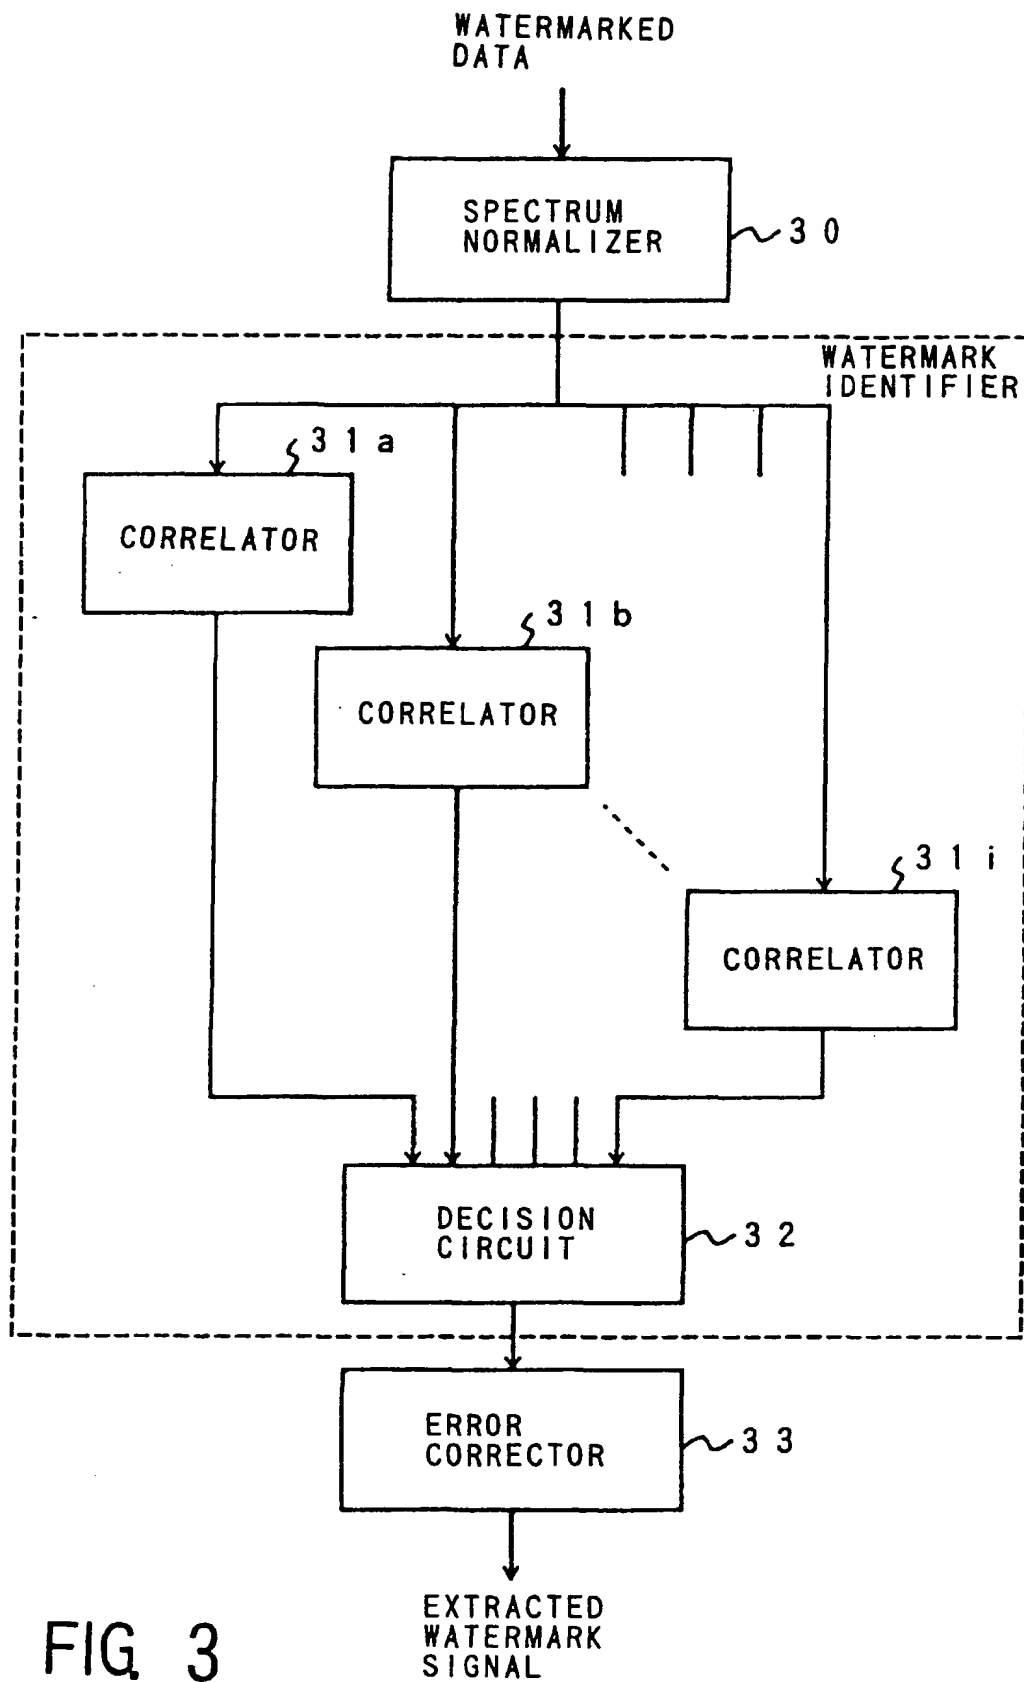 WATERMARKED
DATA
SPECTRUM
NORMALIZER
30
WATERMARK
IDENTIFIER
31a
CORRELATOR
31b
CORRELATOR
31i
CORRELATOR
DECISION
CIRCUIT
32
ERROR
CORRECTOR
33
EXTRACTED
WATERMARK
SIGNAL
FIG. 3